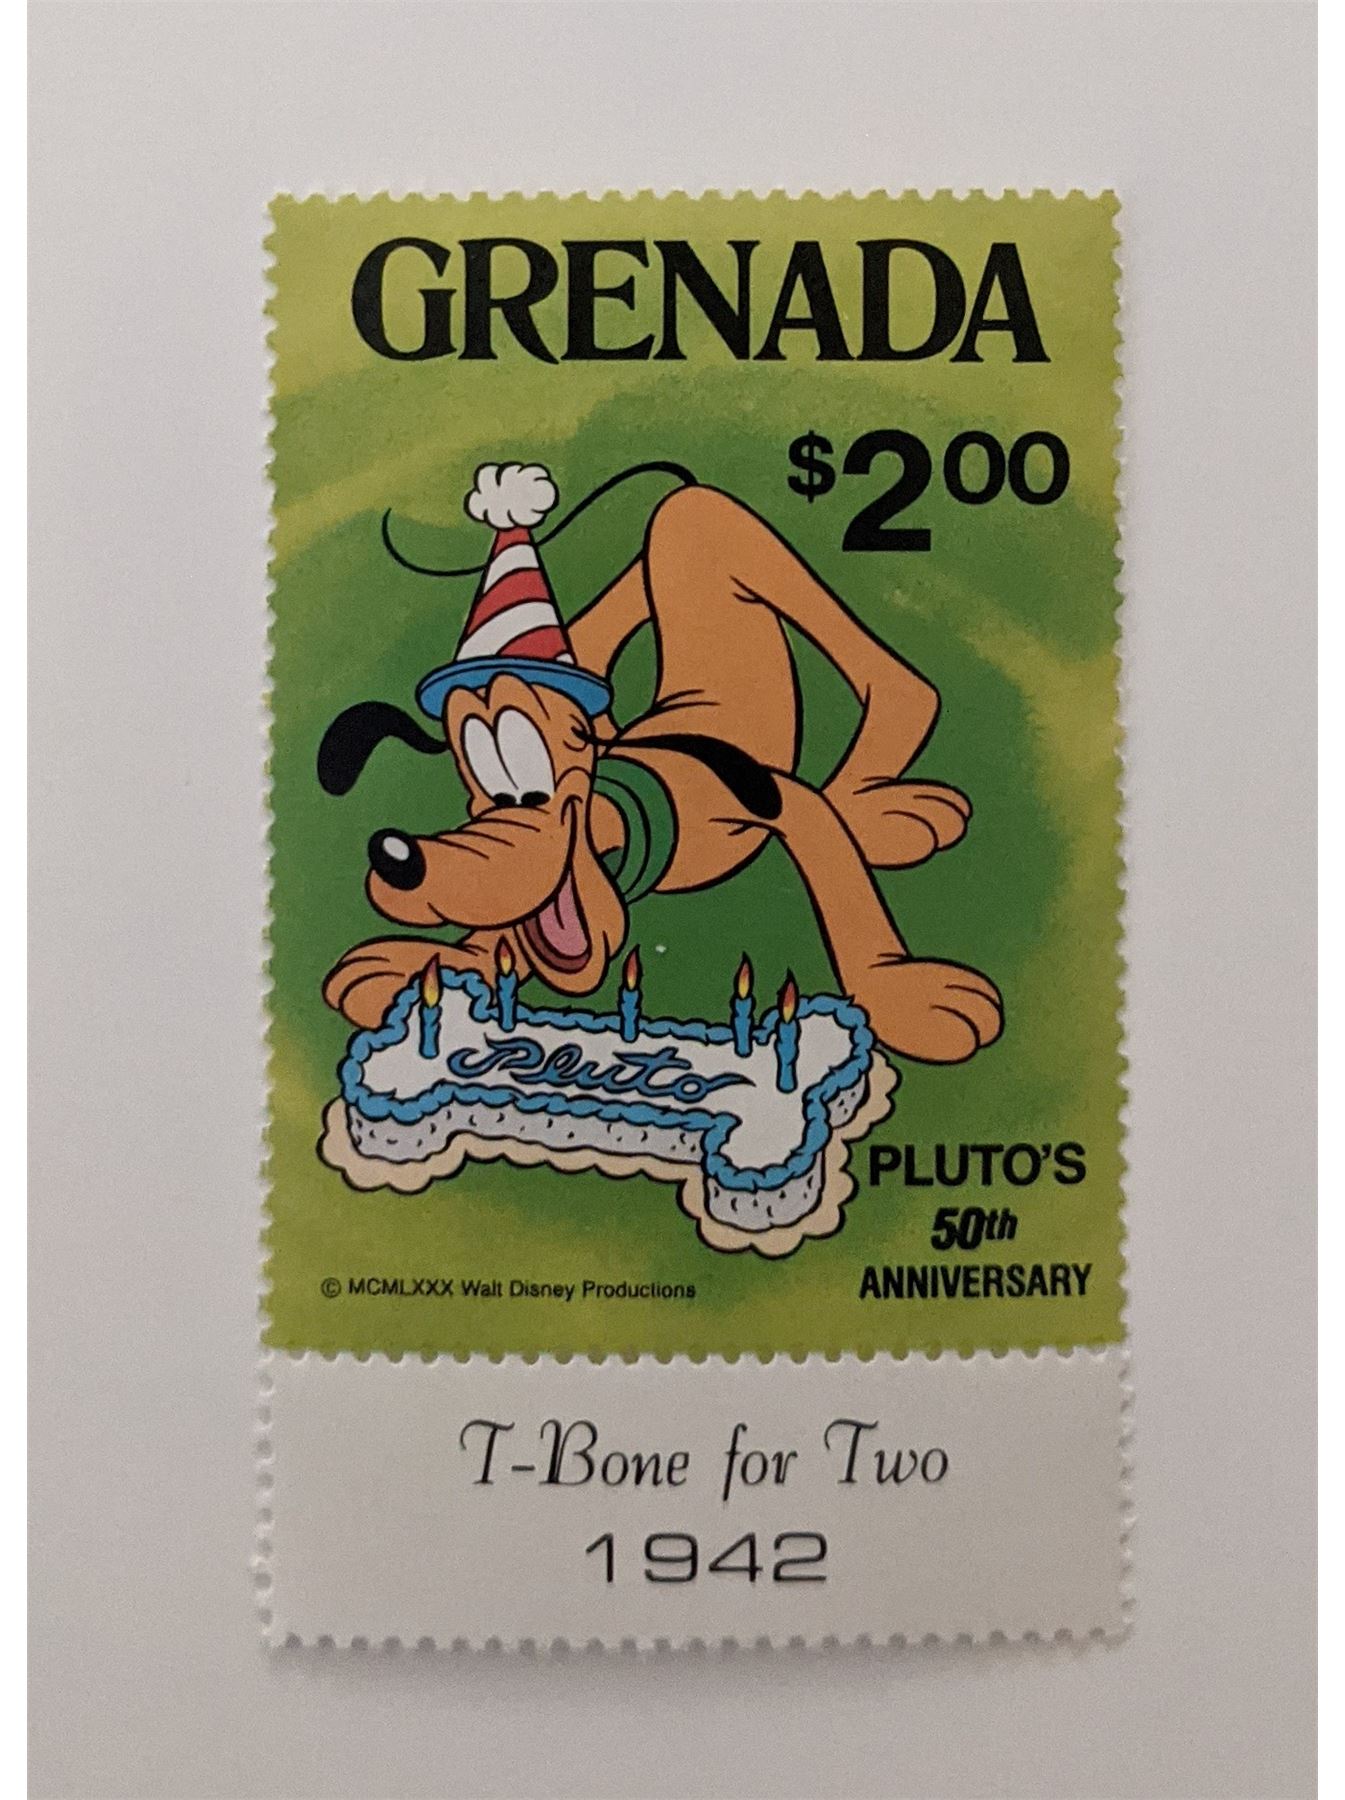 GRENADA
$2.00
Pluto
PLUTO'S
50th
ANNIVERSARY
© MCMLXXX Walt Disney Productions
T-Bone for Two
1942